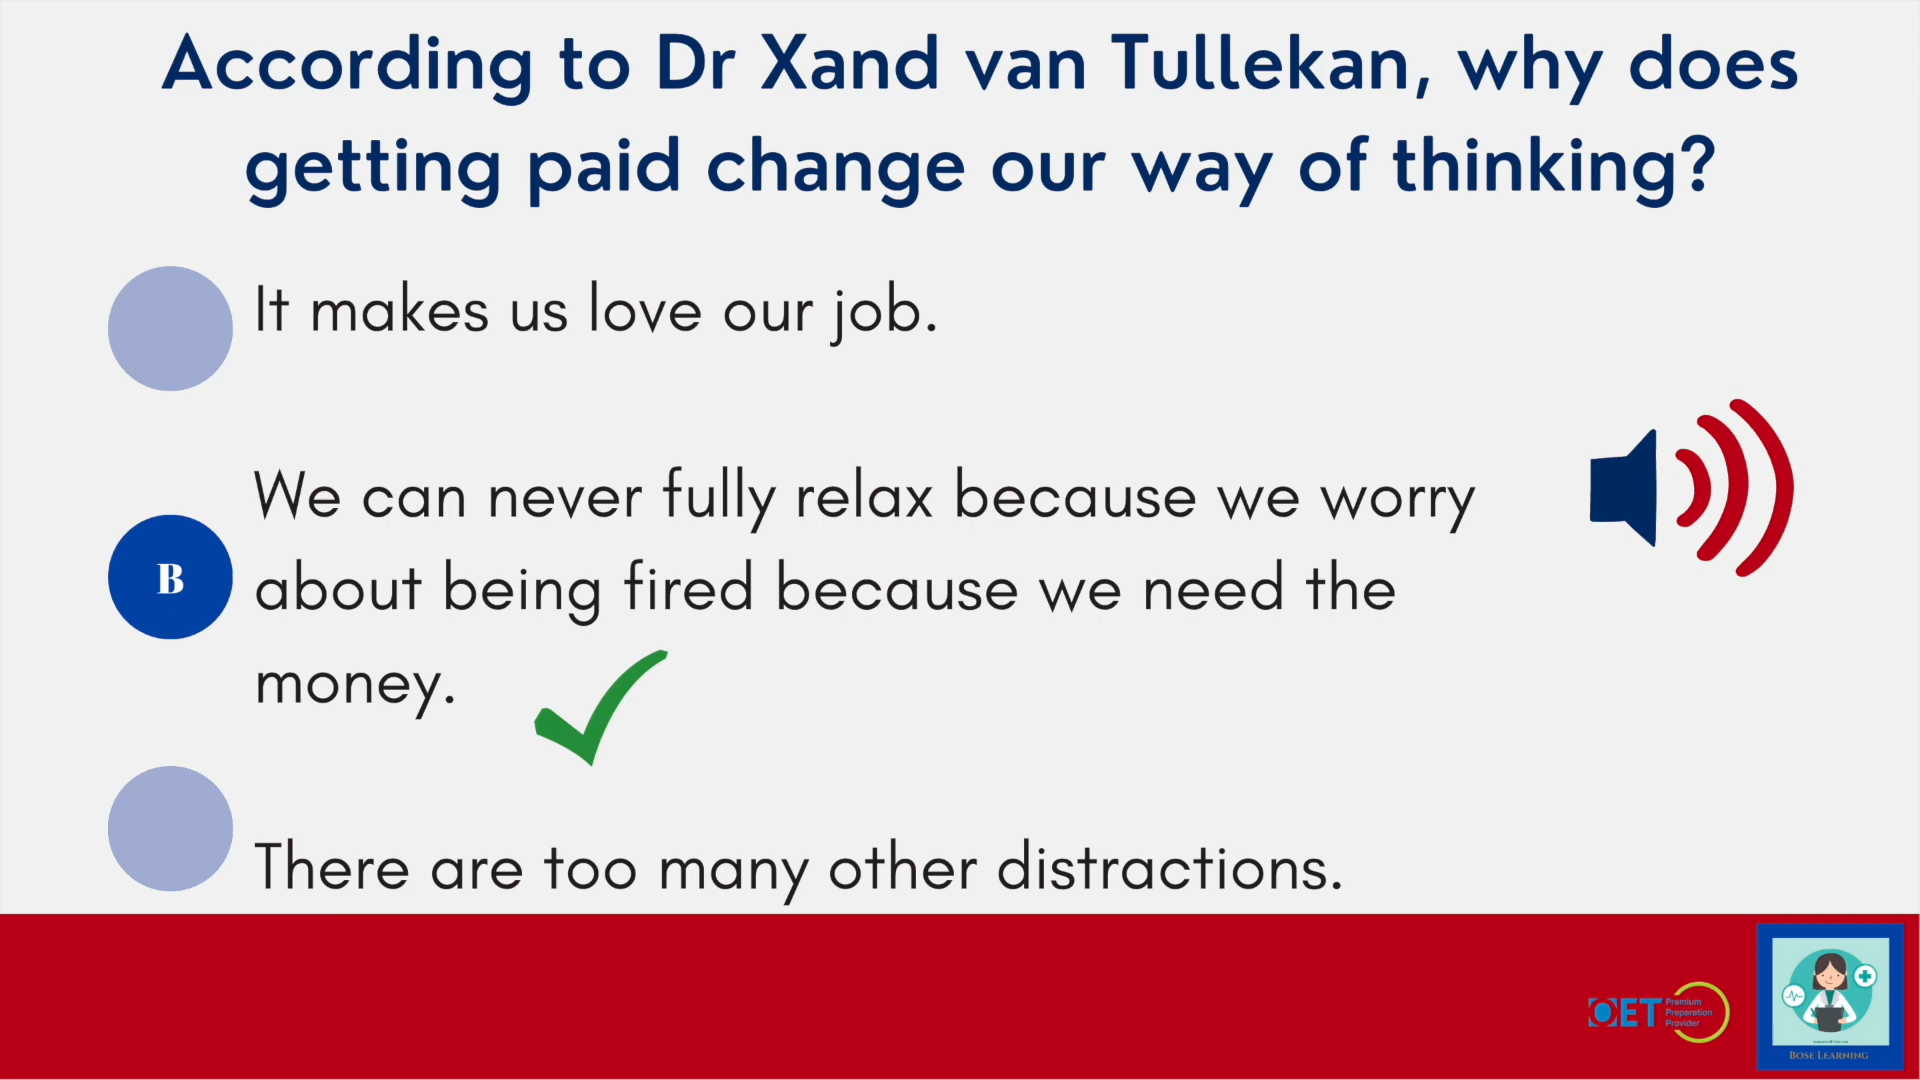 According to Dr Xand van Tullekan, why does
getting paid change our way of thinking?
It makes us love our job.
We can never fully relax because we worry
B
about being fired because we need the
money.
There are too many other distractions.
OET Premium
Preparation
Provider
BOSE LEARNING